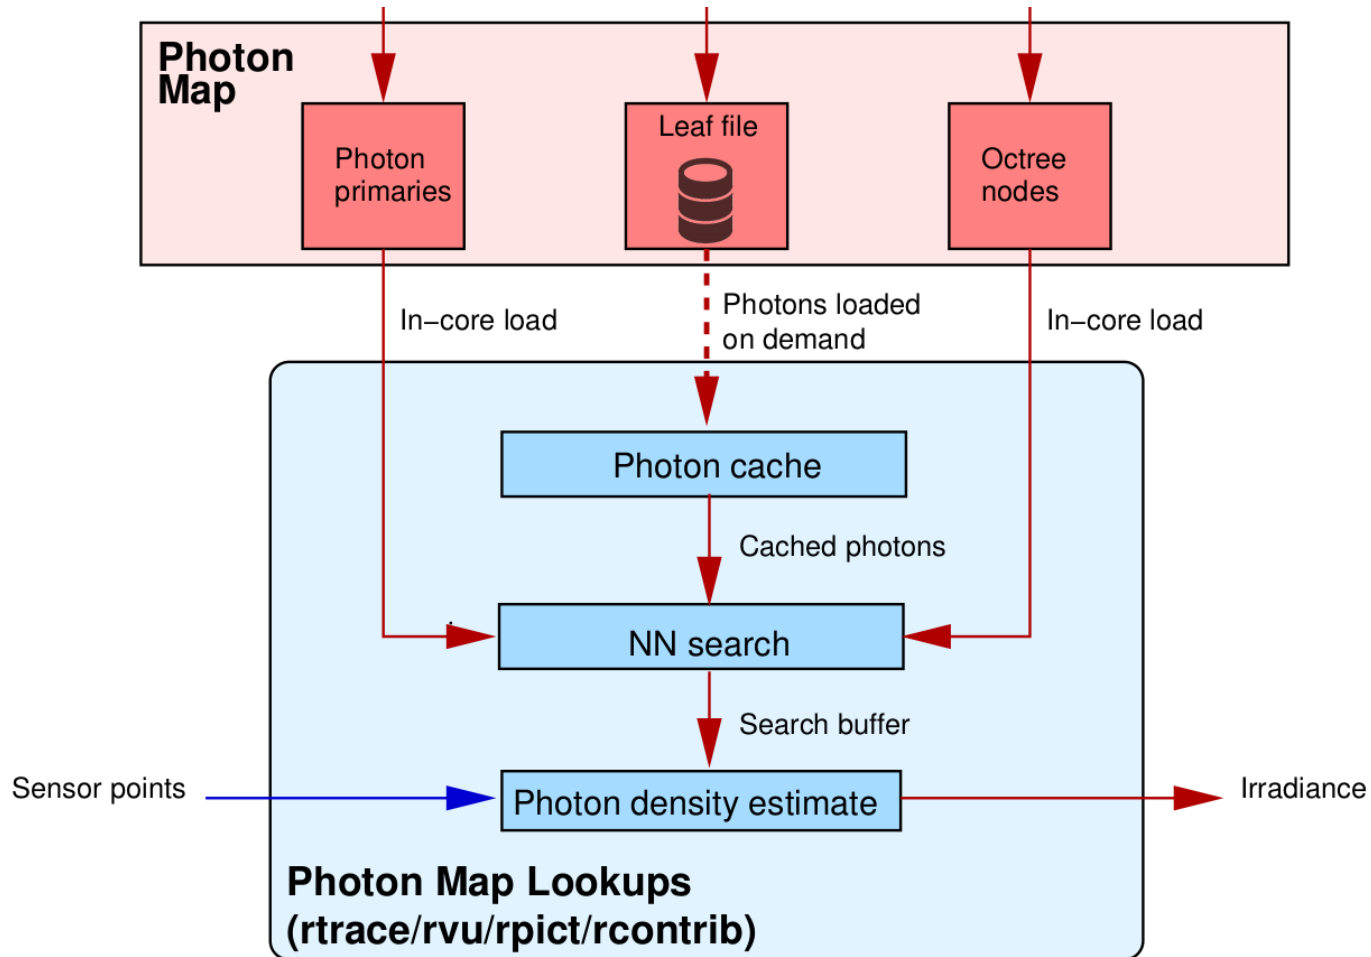 Photon
Map
Photon
primaries
Leaf file
Octree
nodes
In−core load
Photons loaded
on demand
In−core load
Photon cache
Cached photons
NN search
Search buffer
Sensor points
Photon density estimate
Irradiance
Photon Map Lookups
(rtrace/rvu/rpict/rcontrib)